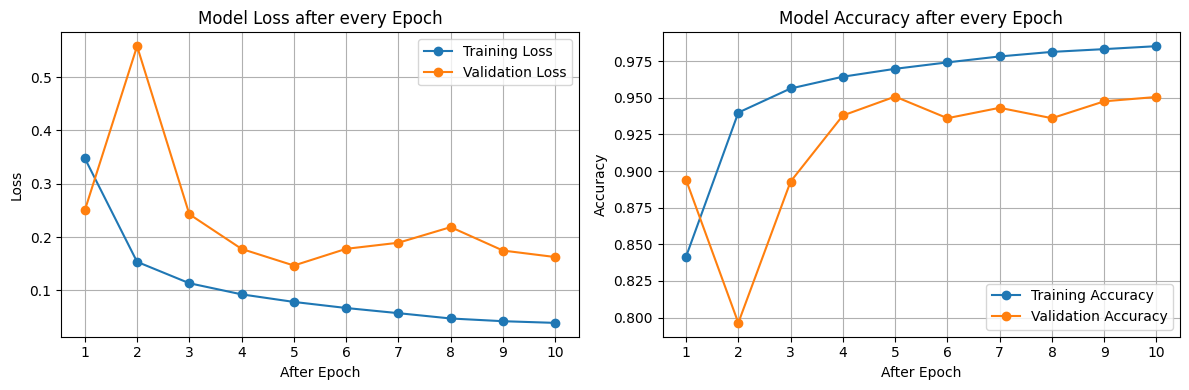 Model Loss after every Epoch
Training Loss
Validation Loss
Loss
0.5
0.4
0.3
0.2
0.1
1 2 3 4 5 6 7 8 9 10
After Epoch
Model Accuracy after every Epoch
Accuracy
0.975
0.950
0.925
0.900
0.875
0.850
0.825
0.800
Training Accuracy
Validation Accuracy
1 2 3 4 5 6 7 8 9 10
After Epoch